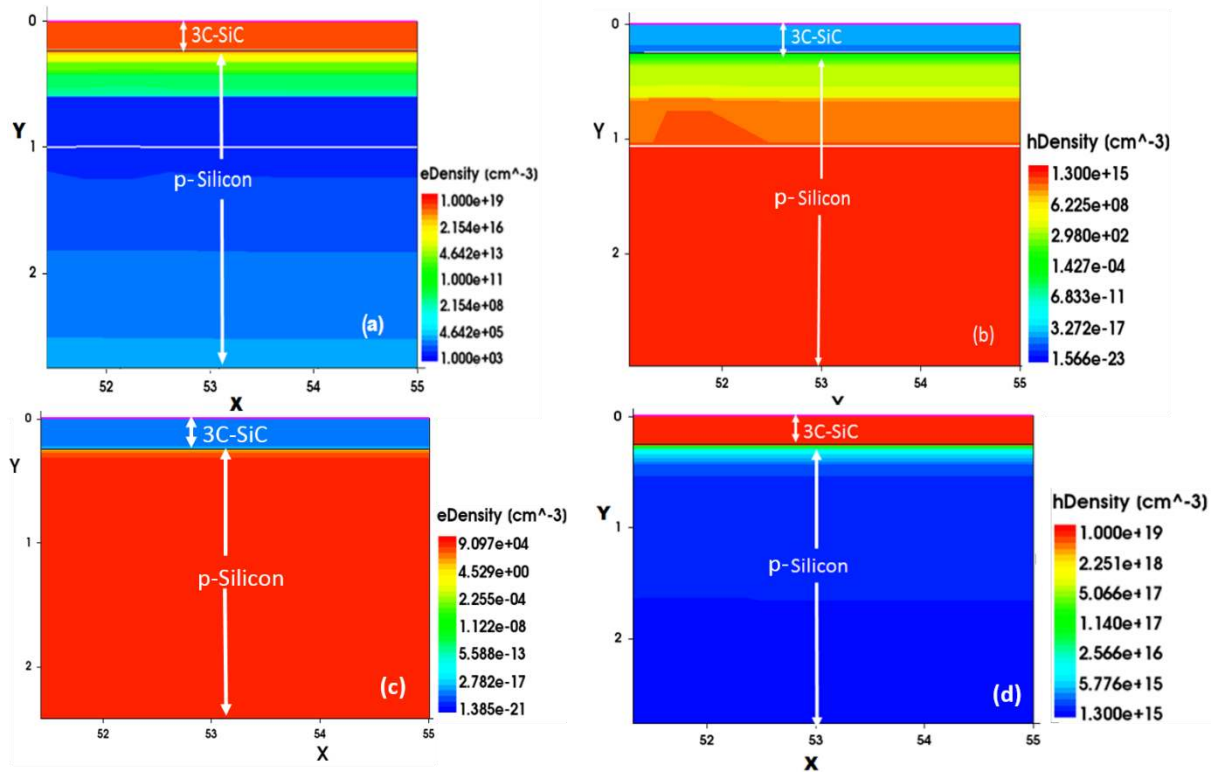 (a)
0
3C-SiC
Y
1
p-Silicon
2
52
53
54
55
X
eDensity (cm^-3)
1.000e+19
2.154e+16
4.642e+13
1.000e+11
2.154e+08
4.642e+05
1.000e+03
(b)
0
3C-SiC
Y
1
p-Silicon
2
52
53
54
55
hDensity (cm^-3)
1.300e+15
6.225e+08
2.980e+02
1.427e-04
6.833e-11
3.272e-17
1.566e-23
(c)
0
3C-SiC
Y
1
p-Silicon
2
52
53
54
55
X
eDensity (cm^-3)
9.097e+04
4.529e+00
2.255e-04
1.122e-08
5.588e-13
2.782e-17
1.385e-21
(d)
0
3C-SiC
Y
1
p-Silicon
2
52
53
54
55
X
hDensity (cm^-3)
1.000e+19
2.251e+18
5.067e+17
1.140e+17
2.566e+16
5.776e+15
1.300e+15